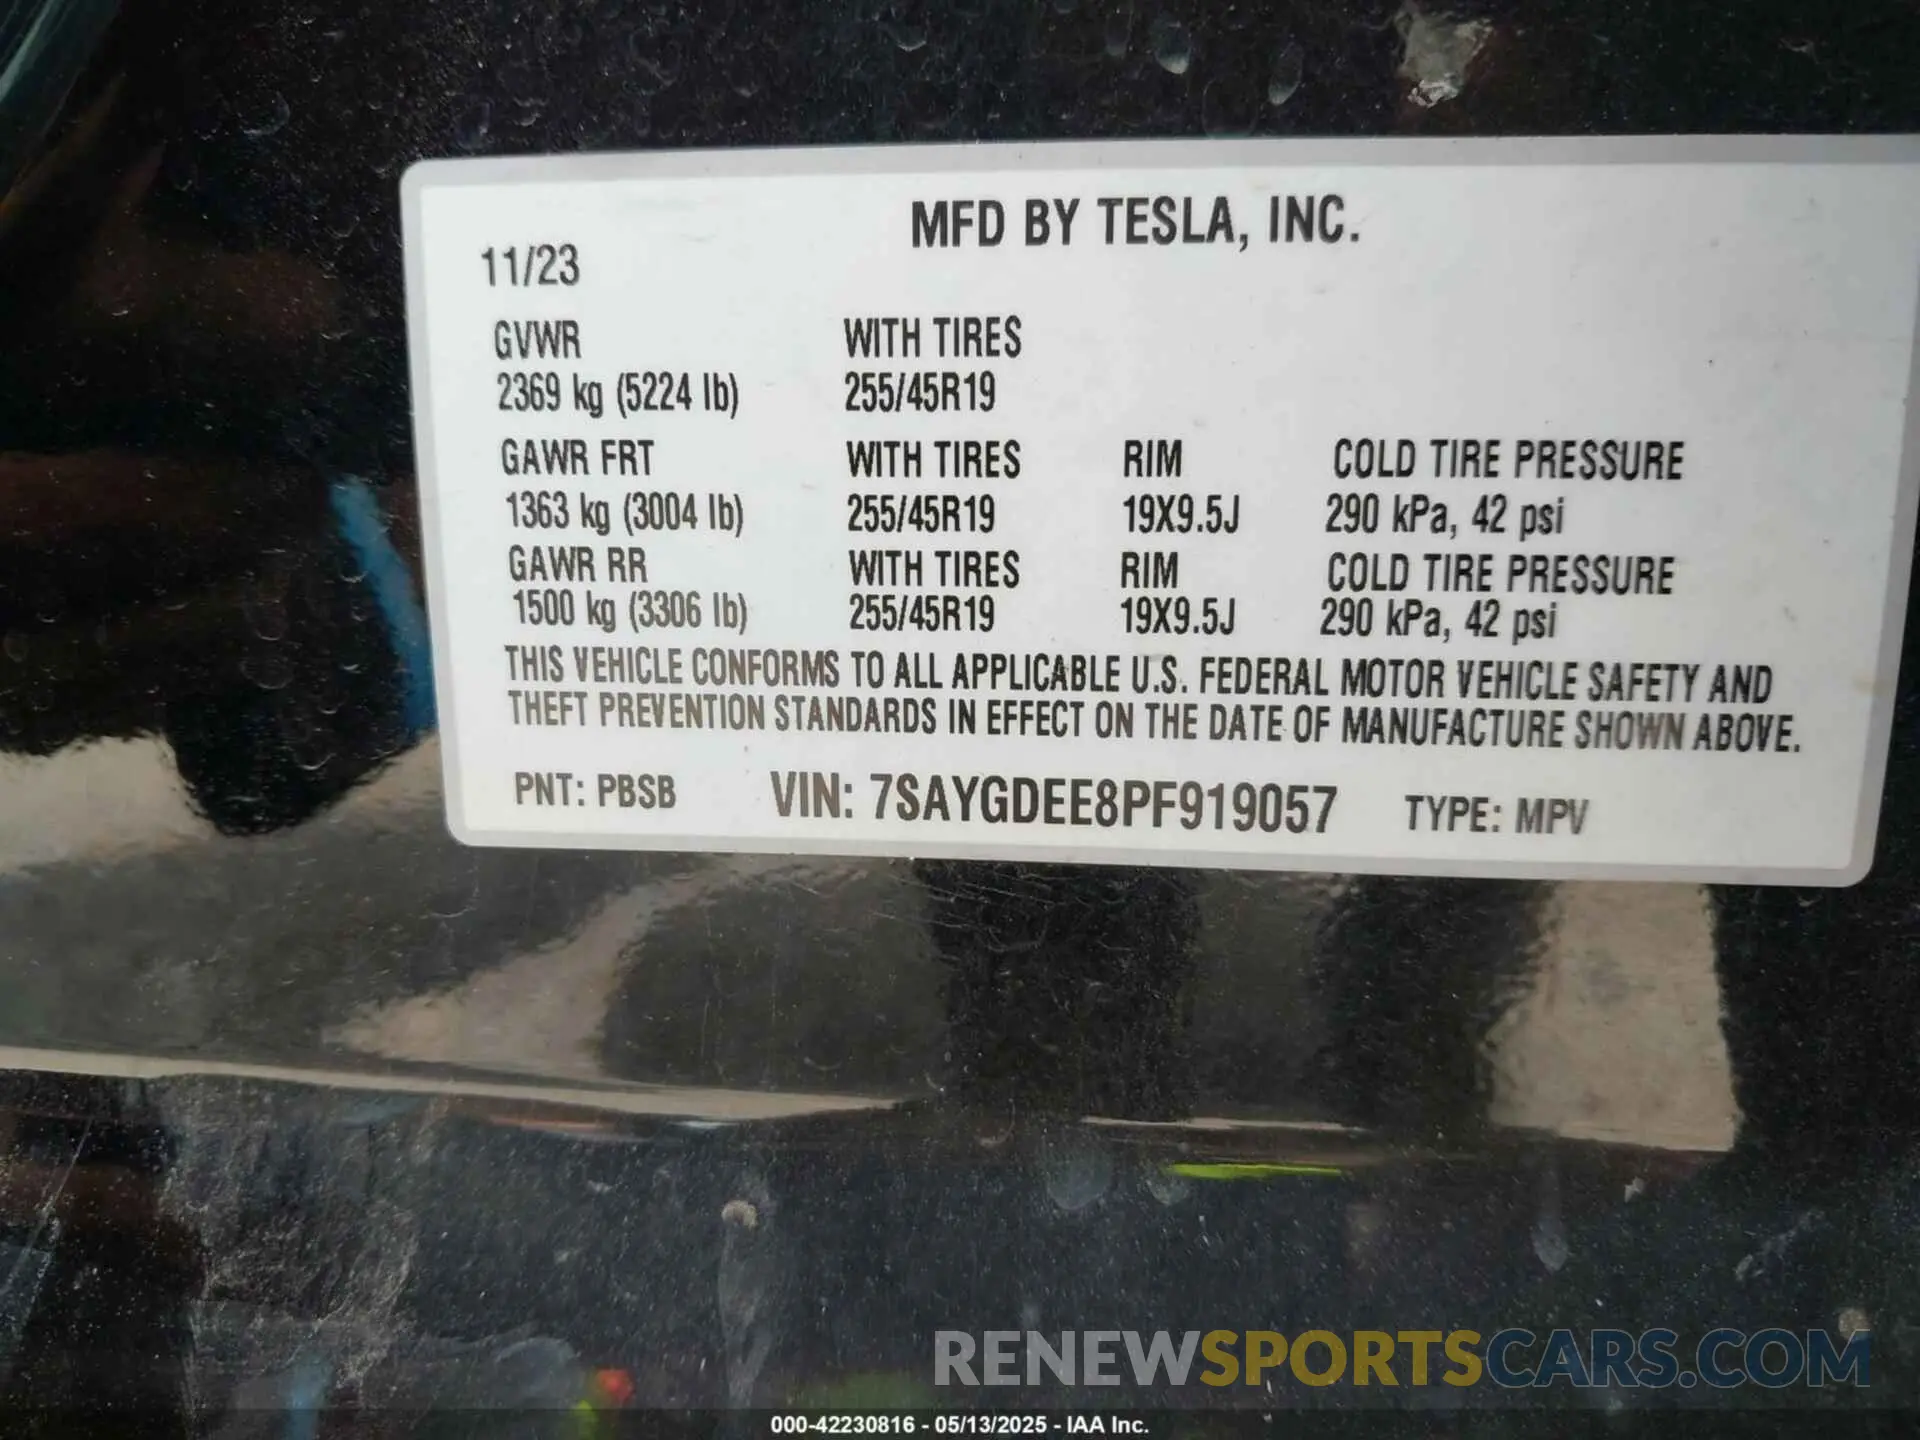 MFD BY TESLA, INC.
11/23
GVWR WITH TIRES
2369 kg (5224 lb) 255/45R19
GAWR FRT WITH TIRES RIM COLD TIRE PRESSURE
1363 kg (3004 lb) 255/45R19 19X9.5J 290 kPa, 42 psi
GAWR RR WITH TIRES RIM COLD TIRE PRESSURE
1500 kg (3306 lb) 255/45R19 19X9.5J 290 kPa, 42 psi
THIS VEHICLE CONFORMS TO ALL APPLICABLE U.S. FEDERAL MOTOR VEHICLE SAFETY AND
THEFT PREVENTION STANDARDS IN EFFECT ON THE DATE OF MANUFACTURE SHOWN ABOVE.
PNT: PBSB VIN: 7SAYGDEE8PF919057 TYPE: MPV
RENEWSPORTSCARS.COM
000-42230816 - 05/13/2025 - IAA Inc.